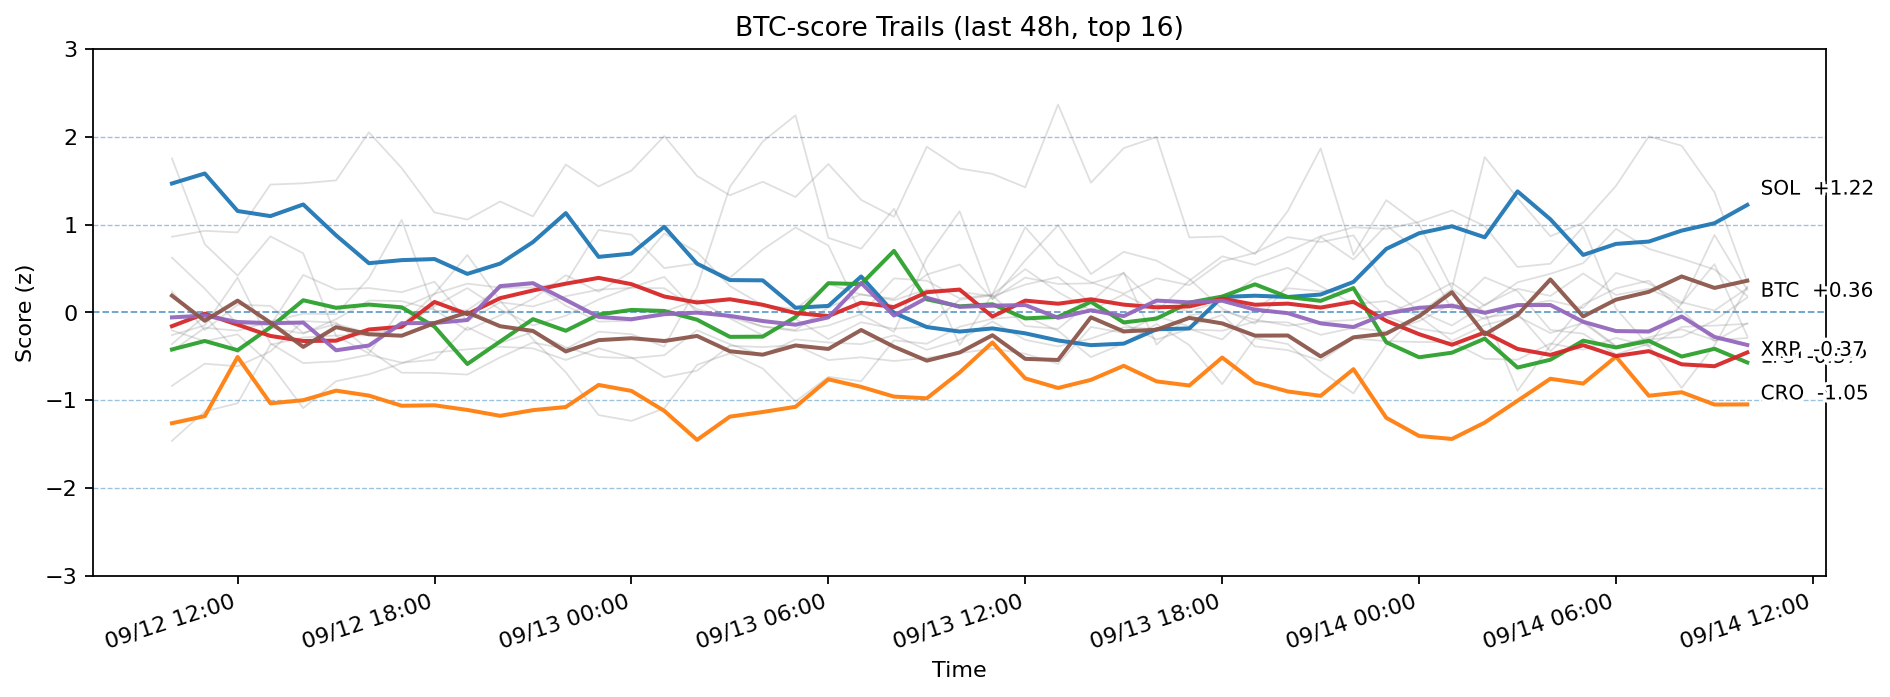 BTC-score Trails (last 48h, top 16)
Score (z)
3
2
1
0
−1
−2
−3
SOL +1.22
BTC +0.36
XRP -0.37
CRO -1.05
09/12 12:00
09/12 18:00
09/13 00:00
09/13 06:00
09/13 12:00
09/13 18:00
09/14 00:00
09/14 06:00
09/14 12:00
Time